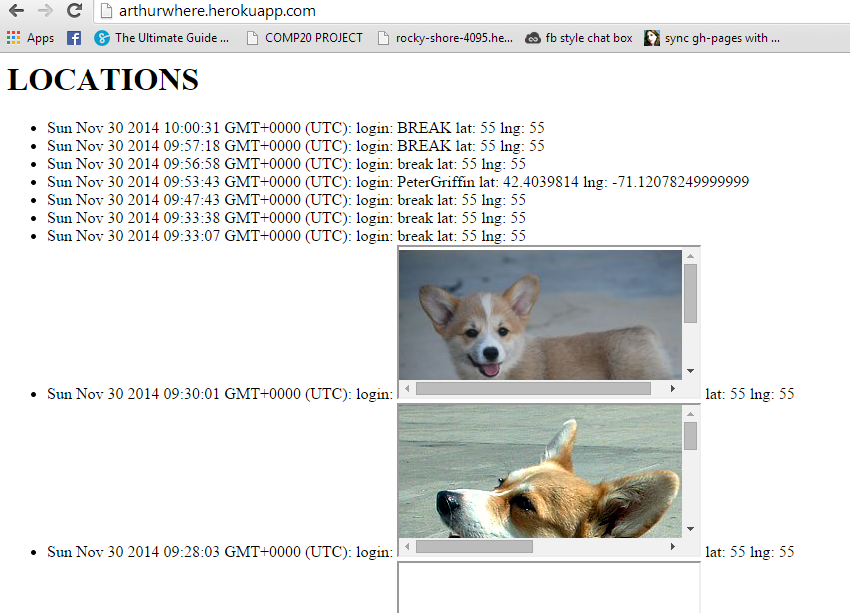 arthurwhere.herokuapp.com
Apps The Ultimate Guide ... COMP20 PROJECT rocky-shore-4095.he... fb style chat box sync gh-pages with ...
LOCATIONS
Sun Nov 30 2014 10:00:31 GMT+0000 (UTC): login: BREAK lat: 55 lng: 55
Sun Nov 30 2014 09:57:18 GMT+0000 (UTC): login: BREAK lat: 55 lng: 55
Sun Nov 30 2014 09:56:58 GMT+0000 (UTC): login: break lat: 55 lng: 55
Sun Nov 30 2014 09:53:43 GMT+0000 (UTC): login: PeterGriffin lat: 42.4039814 lng: -71.12078249999999
Sun Nov 30 2014 09:47:43 GMT+0000 (UTC): login: break lat: 55 lng: 55
Sun Nov 30 2014 09:33:38 GMT+0000 (UTC): login: break lat: 55 lng: 55
Sun Nov 30 2014 09:33:07 GMT+0000 (UTC): login: break lat: 55 lng: 55
Sun Nov 30 2014 09:30:01 GMT+0000 (UTC): login: lat: 55 lng: 55
Sun Nov 30 2014 09:28:03 GMT+0000 (UTC): login: lat: 55 lng: 55